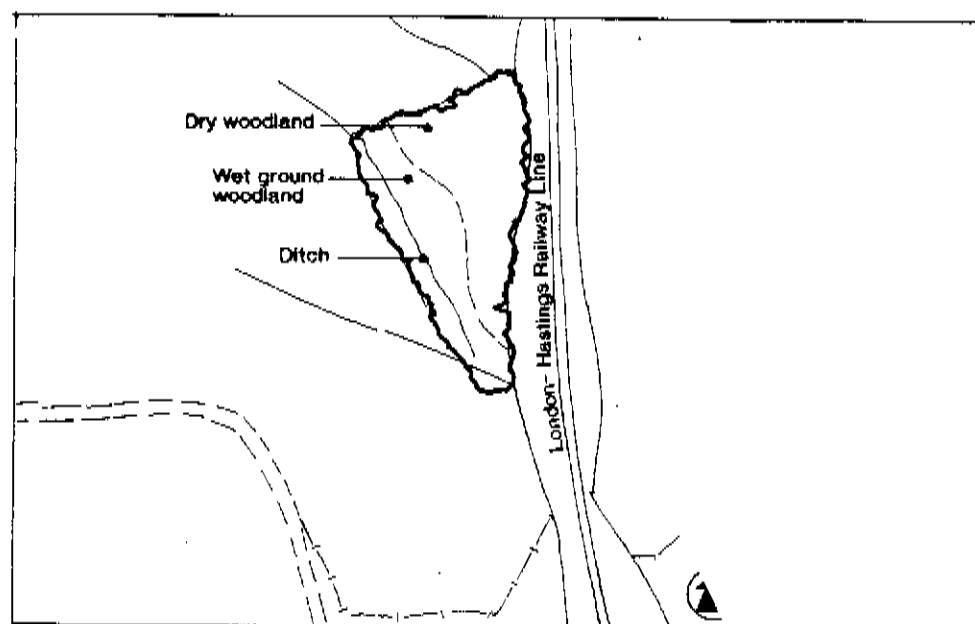 Dry woodland
Wet ground
woodland
Ditch
London- Hastings Railway Line